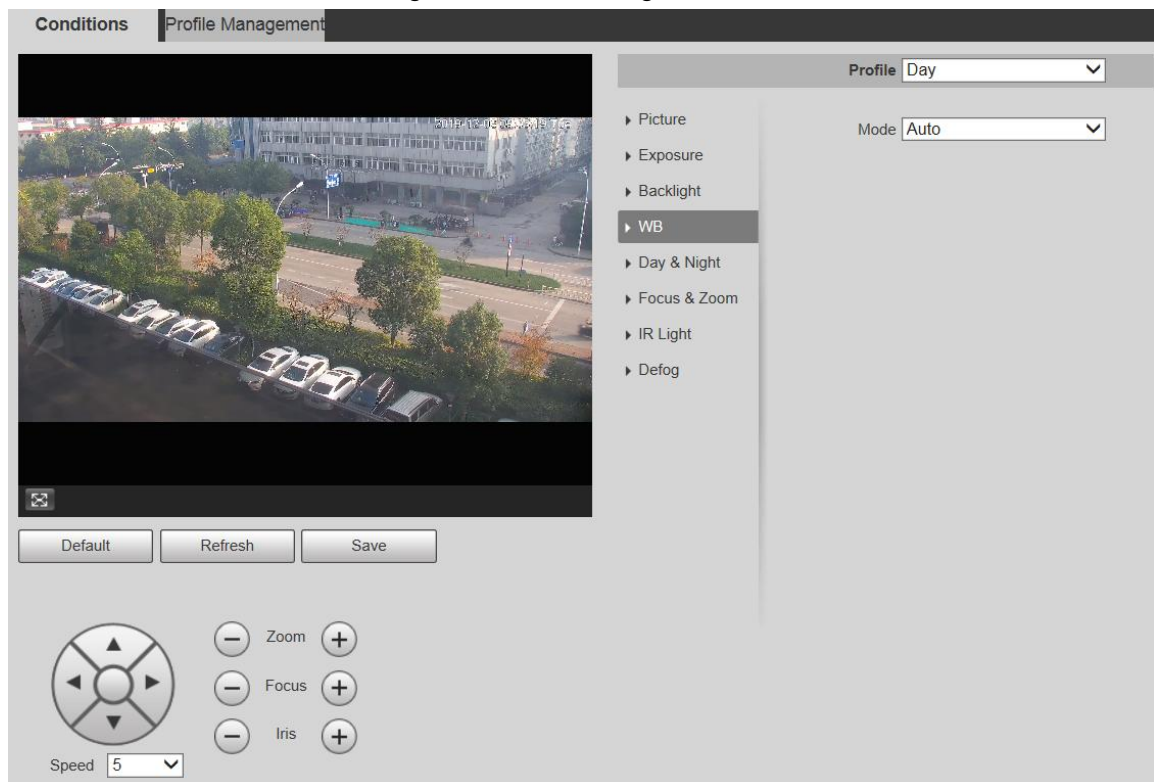 Conditions
Profile Management
Profile Day
Picture
Exposure
Backlight
WB
Day & Night
Focus & Zoom
IR Light
Defog
Mode Auto
Default
Refresh
Save
Zoom
Focus
Iris
Speed 5